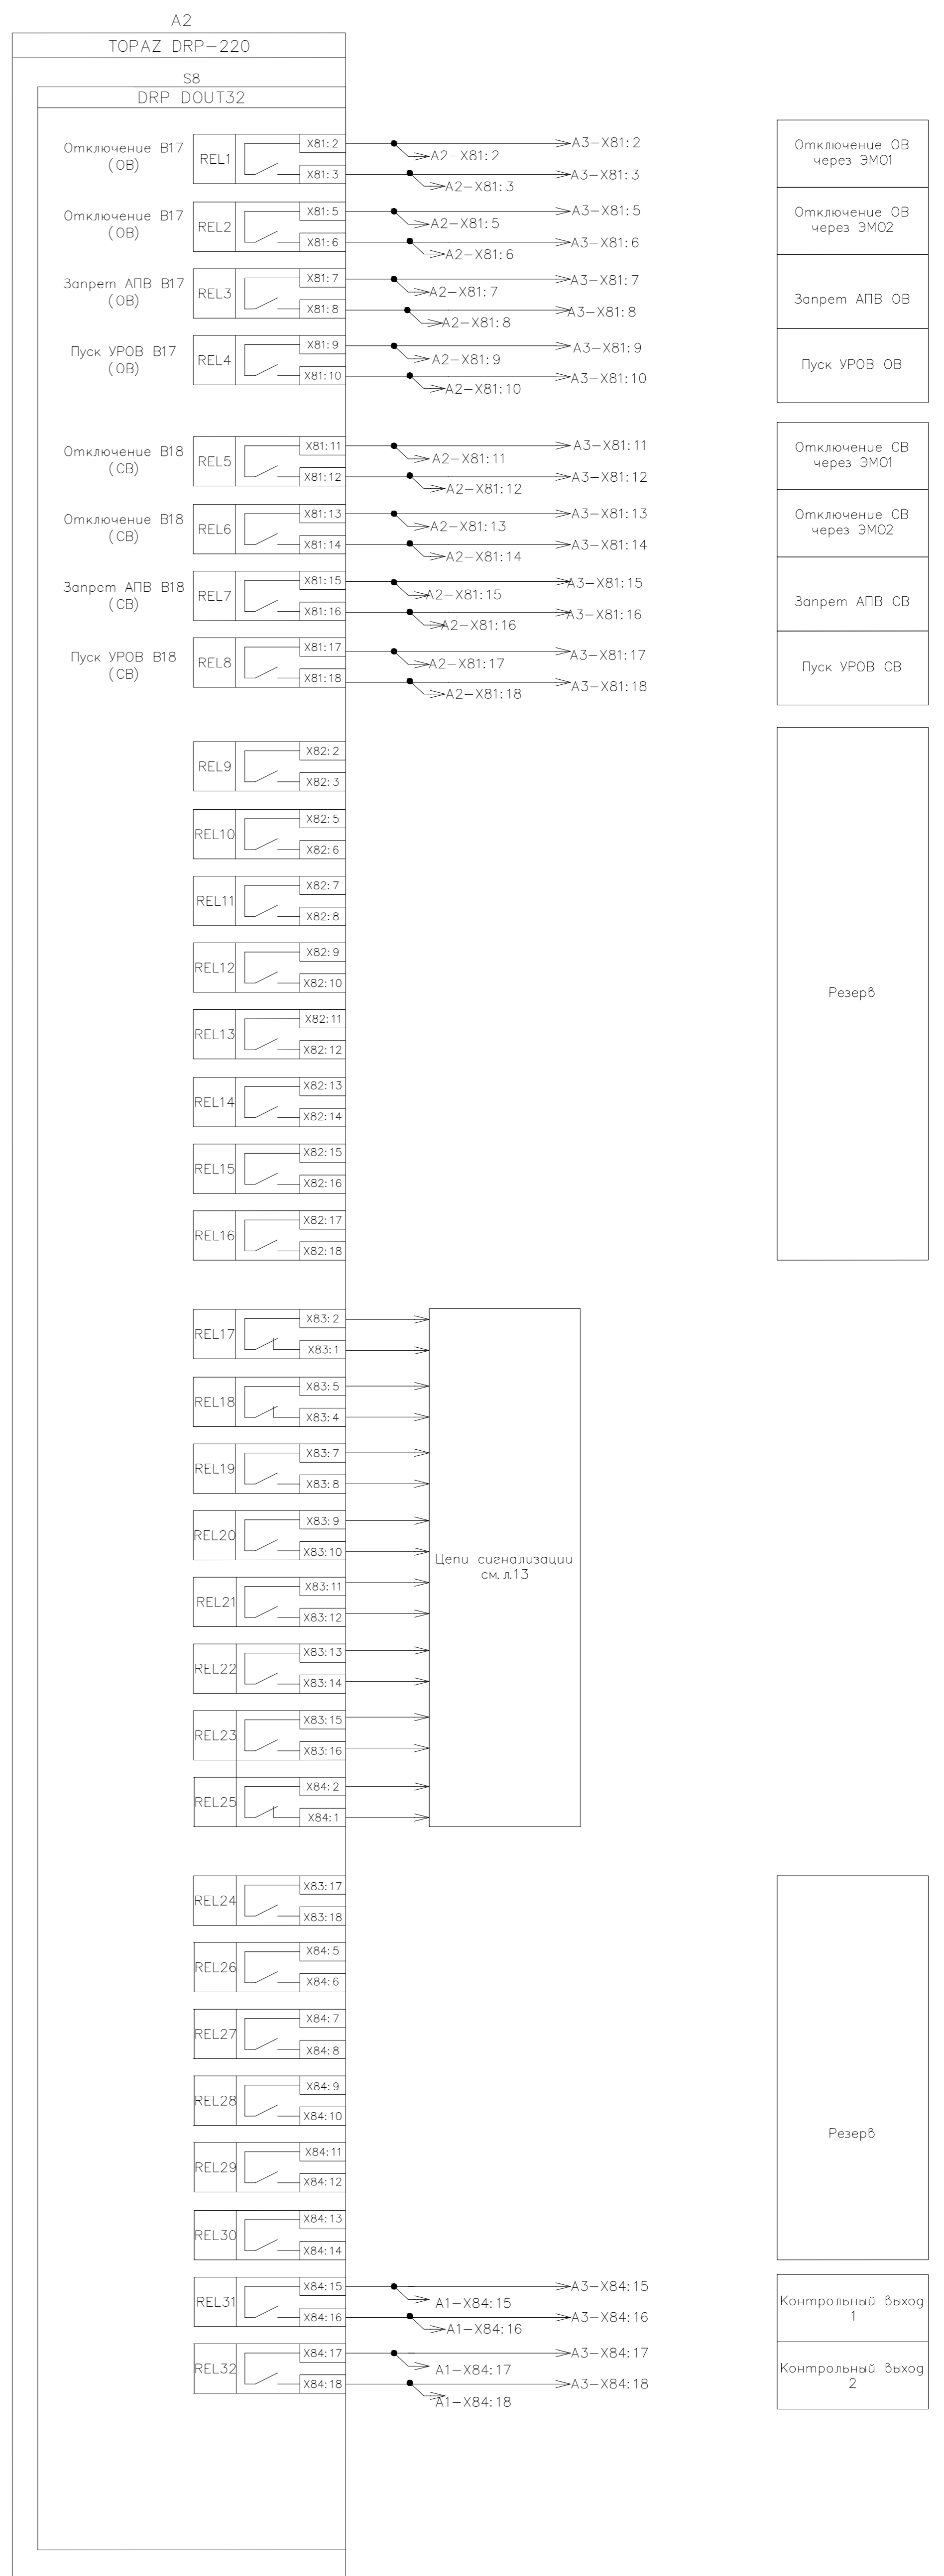 A2
TOPAZ DRP-220
S8
DRP DOUT32
Отключение В17
(ОВ)
REL1
X81:2
X81:3
A2-X81:2
A2-X81:3
A3-X81:2
A3-X81:3
Отключение ОВ
через ЭМО1
Отключение В17
(ОВ)
REL2
X81:5
X81:6
A2-X81:5
A2-X81:6
A3-X81:5
A3-X81:6
Отключение ОВ
через ЭМО2
Запрет АПВ В17
(ОВ)
REL3
X81:7
X81:8
A2-X81:7
A2-X81:8
A3-X81:7
A3-X81:8
Запрет АПВ ОВ
Пуск УРОВ В17
(ОВ)
REL4
X81:9
X81:10
A2-X81:9
A2-X81:10
A3-X81:9
A3-X81:10
Пуск УРОВ ОВ
Отключение В18
(СВ)
REL5
X81:11
X81:12
A2-X81:11
A2-X81:12
A3-X81:11
A3-X81:12
Отключение СВ
через ЭМО1
Отключение В18
(СВ)
REL6
X81:13
X81:14
A2-X81:13
A2-X81:14
A3-X81:13
A3-X81:14
Отключение СВ
через ЭМО2
Запрет АПВ В18
(СВ)
REL7
X81:15
X81:16
A2-X81:15
A2-X81:16
A3-X81:15
A3-X81:16
Запрет АПВ СВ
Пуск УРОВ В18
(СВ)
REL8
X81:17
X81:18
A2-X81:17
A2-X81:18
A3-X81:17
A3-X81:18
Пуск УРОВ СВ
REL9
X82:2
X82:3
REL10
X82:5
X82:6
REL11
X82:7
X82:8
REL12
X82:9
X82:10
REL13
X82:11
X82:12
REL14
X82:13
X82:14
REL15
X82:15
X82:16
REL16
X82:17
X82:18
Резерв
REL17
X83:2
X83:1
REL18
X83:5
X83:4
REL19
X83:7
X83:8
REL20
X83:9
X83:10
REL21
X83:11
X83:12
REL22
X83:13
X83:14
REL23
X83:15
X83:16
REL25
X84:2
X84:1
Цепи сигнализации
см. л.13
REL24
X83:17
X83:18
REL26
X84:5
X84:6
REL27
X84:7
X84:8
REL28
X84:9
X84:10
REL29
X84:11
X84:12
REL30
X84:13
X84:14
Резерв
REL31
X84:15
X84:16
A1-X84:15
A1-X84:16
A3-X84:15
A3-X84:16
Контрольный выход
1
REL32
X84:17
X84:18
A1-X84:17
A1-X84:18
A3-X84:17
A3-X84:18
Контрольный выход
2